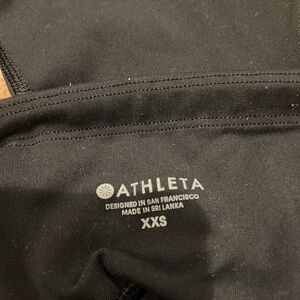 ATHLETA
DESIGNED IN SAN FRANCISCO
MADE IN SRI LANKA
XXS